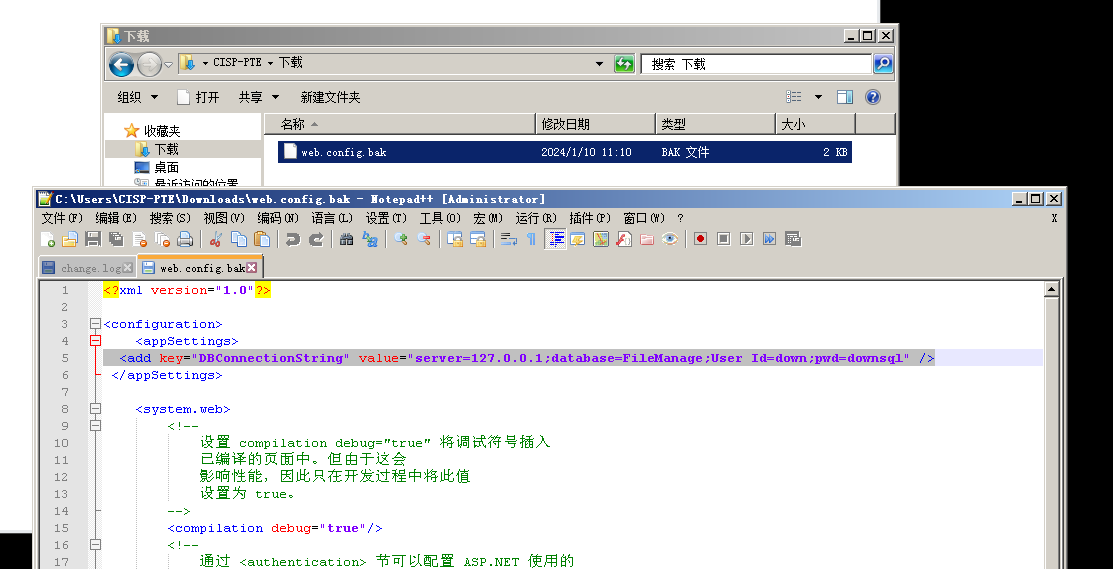 下载
CISP-PTE 下载
搜索 下载
组织 打开 共享 新建文件夹
收藏夹
下载
桌面
最近访问的位置
名称 修改日期 类型 大小
web.config.bak 2024/1/10 11:10 BAK 文件 2 KB
C:\Users\CISP-PTE\Downloads\web.config.bak - Notepad++ [Administrator]
文件(F) 编辑(E) 搜索(S) 视图(V) 编码(N) 语言(L) 设置(T) 工具(O) 宏(M) 运行(R) 插件(P) 窗口(W) ? X
change.log web.config.bak
1 <?xml version="1.0"?>
2
3 <configuration>
4 <appSettings>
5 <add key="DBConnectionString" value="server=127.0.0.1;database=FileManage;User Id=down;pwd=downsql" />
6 </appSettings>
7
8 <system.web>
9 <!--
10 设置 compilation debug="true" 将调试符号插入
11 已编译的页面中。但由于这会
12 影响性能，因此只在开发过程中将此值
13 设置为 true。
14 -->
15 <compilation debug="true"/>
16 <!--
17 通过 <authentication> 节可以配置 ASP.NET 使用的